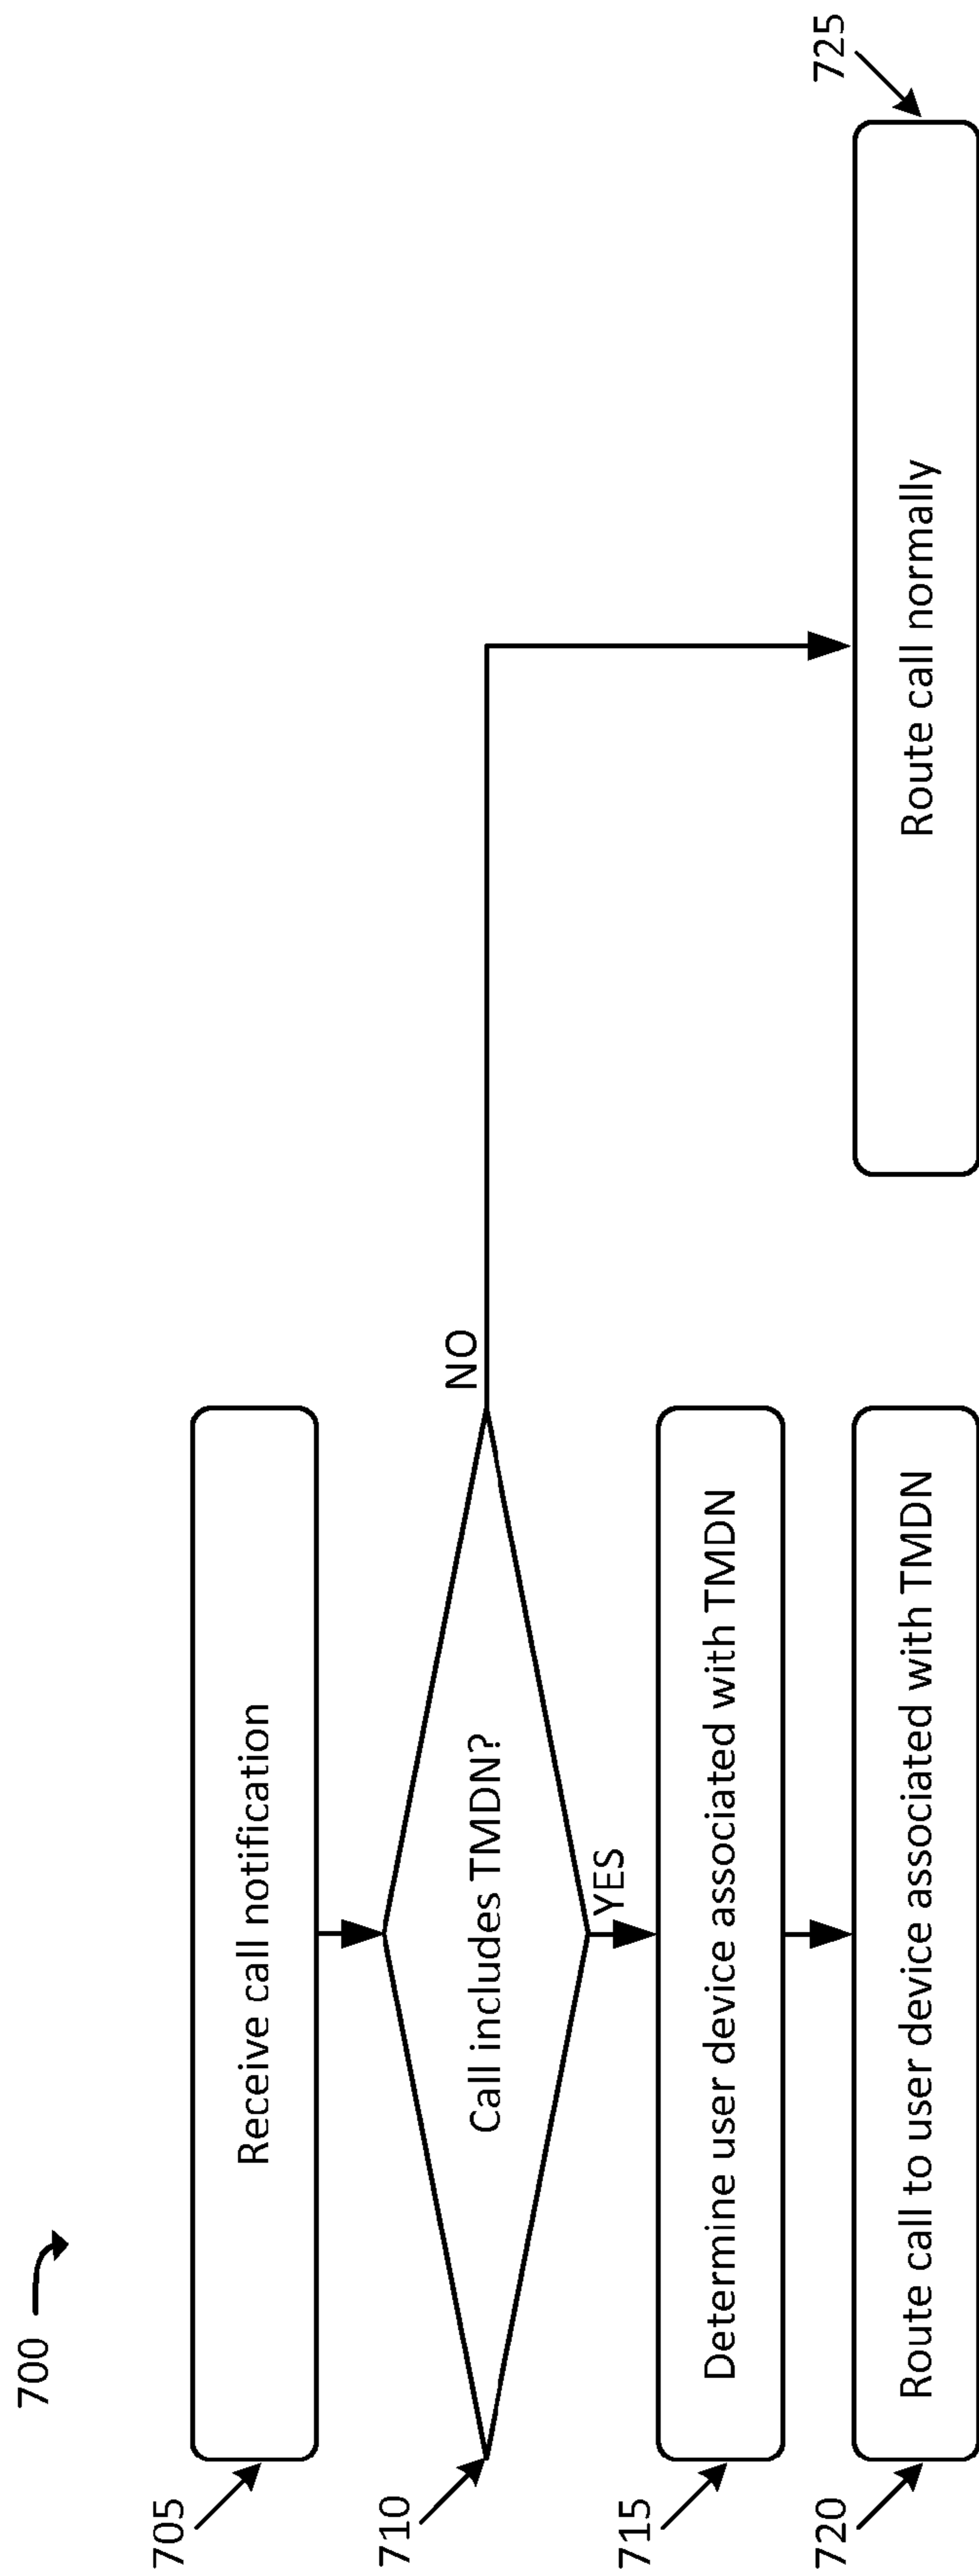 700
705
Receive call notification
710
Call includes TMDN?
NO
YES
715
Determine user device associated with TMDN
720
Route call to user device associated with TMDN
725
Route call normally